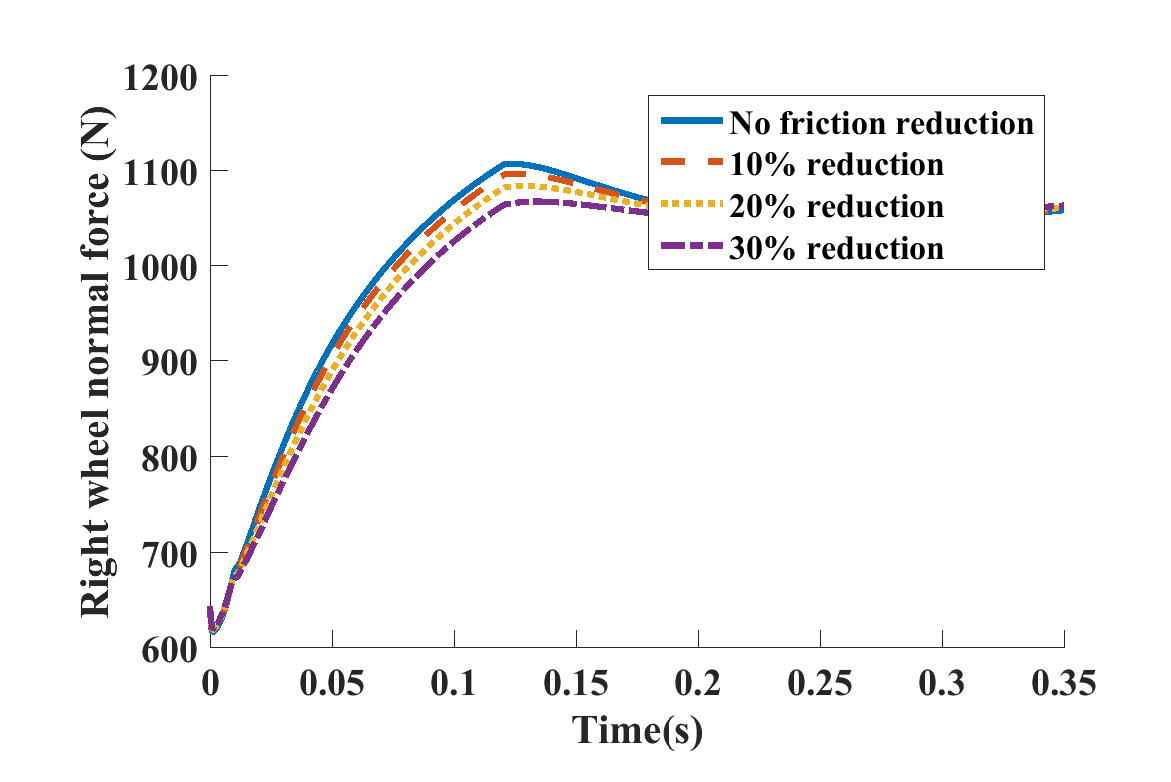 1200
1100
1000
900
800
700
600
Right wheel normal force (N)
No friction reduction
10% reduction
20% reduction
30% reduction
0 0.05 0.1 0.15 0.2 0.25 0.3 0.35
Time(s)